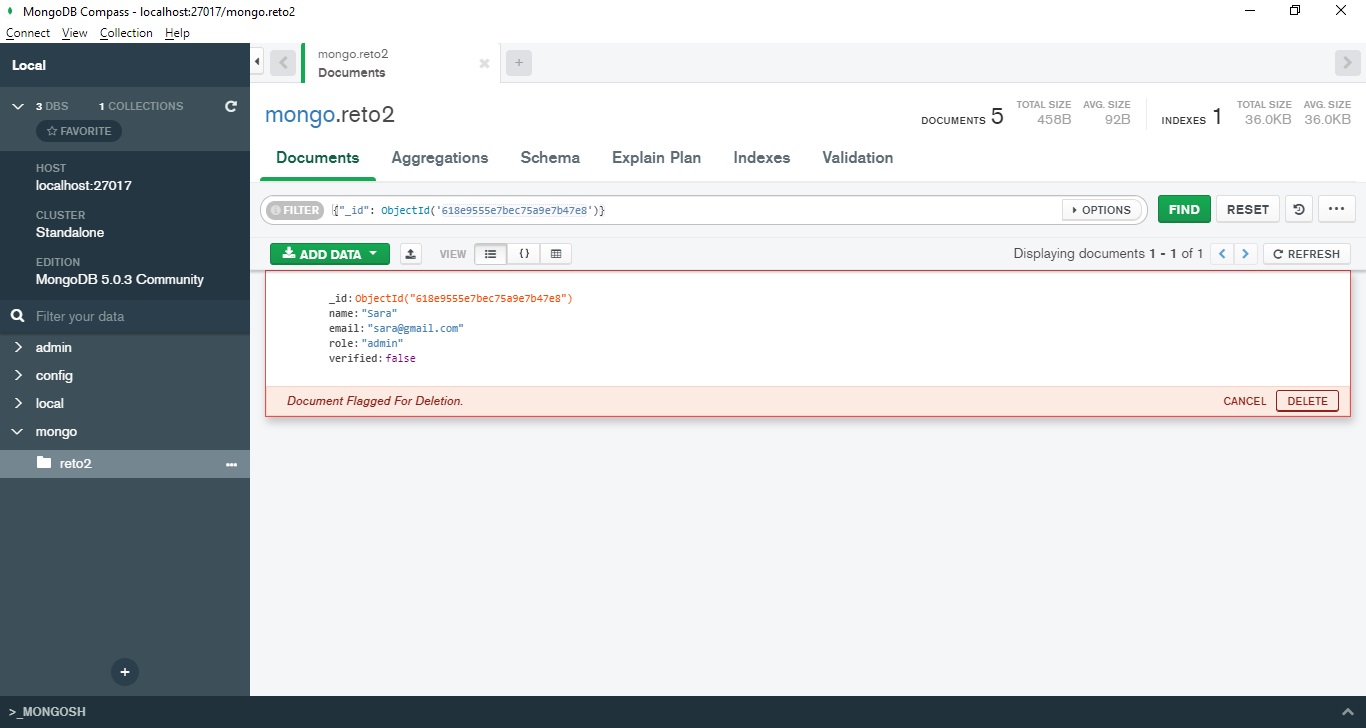 MongoDB Compass - localhost:27017/mongo.reto2
Connect View Collection Help
Local
3 DBS 1 COLLECTIONS
FAVORITE
HOST
localhost:27017
CLUSTER
Standalone
EDITION
MongoDB 5.0.3 Community
Filter your data
admin
config
local
mongo
reto2
mongo.reto2
Documents
mongo.reto2
DOCUMENTS 5 TOTAL SIZE 458B AVG. SIZE 92B INDEXES 1 TOTAL SIZE 36.0KB AVG. SIZE 36.0KB
Documents Aggregations Schema Explain Plan Indexes Validation
FILTER {"_id": ObjectId('618e9555e7bec75a9e7b47e8')} OPTIONS FIND RESET
ADD DATA VIEW {} Displaying documents 1 - 1 of 1 REFRESH
_id: ObjectId("618e9555e7bec75a9e7b47e8")
name: "Sara"
email: "sara@gmail.com"
role: "admin"
verified: false
Document Flagged For Deletion. CANCEL DELETE
>_MONGOSH